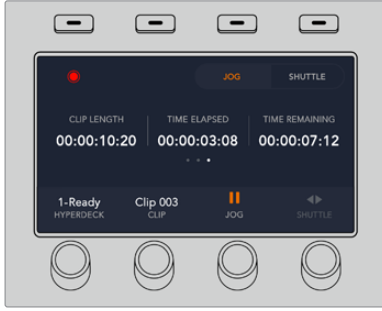 JOG SHUTTLE
CLIP LENGTH TIME ELAPSED TIME REMAINING
00:00:10:20 00:00:03:08 00:00:07:12
1-Ready Clip 003
HYPERDECK CLIP JOG SHUTTLE